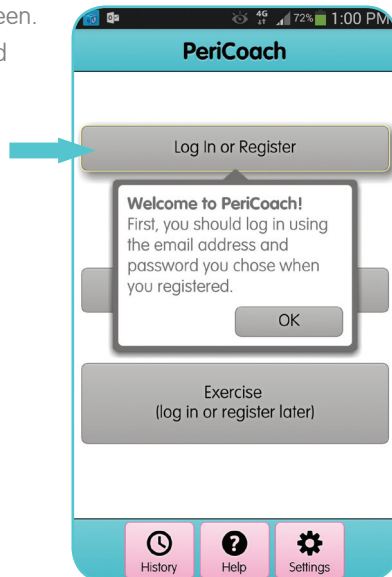 een.
d
4G
72%
1:00 PM
PeriCoach
Log In or Register
Welcome to PeriCoach!
First, you should log in using
the email address and
password you chose when
you registered.
OK
Exercise
(log in or register later)
History
Help
Settings